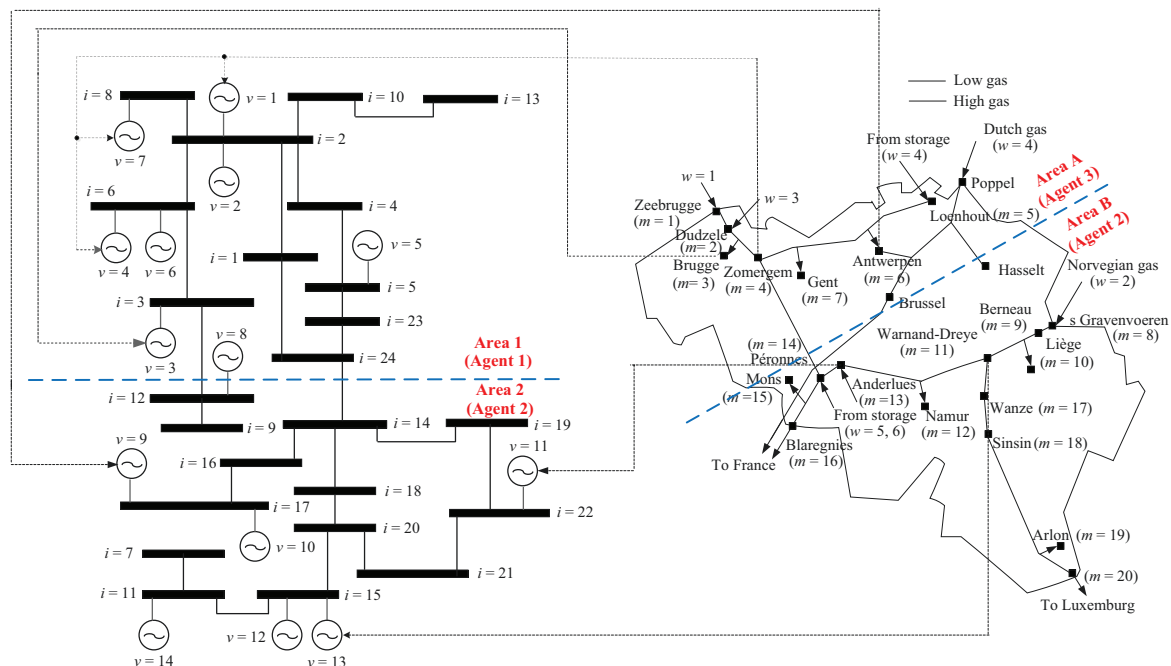 i = 8
v = 1
i = 10
i = 13
v = 7
i = 2
i = 6
v = 2
i = 4
v = 5
v = 4
v = 6
i = 1
i = 5
i = 3
v = 8
i = 23
v = 3
i = 24
Area 1
(Agent 1)
Area 2
(Agent 2)
i = 12
i = 9
i = 14
i = 19
v = 9
v = 11
i = 16
i = 18
i = 17
i = 22
v = 10
i = 20
i = 7
i = 21
i = 11
i = 15
v = 14
v = 12
v = 13
Low gas
High gas
Dutch gas
(w = 4)
From storage
(w = 4)
Poppel
Area A
(Agent 3)
Area B
(Agent 2)
w = 1
w = 3
Zeebrugge
(m = 1)
Loenhout (m = 5)
Dudzele
(m= 2)
Brugge
(m= 3)
Zomergem
(m = 4)
Gent
(m = 7)
Antwerpen
(m = 6)
Hasselt
Norvegian gas
(w = 2)
Brussel
Berneau
(m = 9)
s Gravenvoeren
(m = 8)
Warnand-Dreye
(m = 11)
Liège
(m = 10)
(m = 14)
Péronnes
Mons
(m=15)
Anderlues
(m =13)
From storage
(w = 5, 6)
Namur
(m = 12)
Wanze (m = 17)
Sinsin (m = 18)
Blaregnies
(m = 16)
To France
Arlon (m = 19)
(m = 20)
To Luxemburg